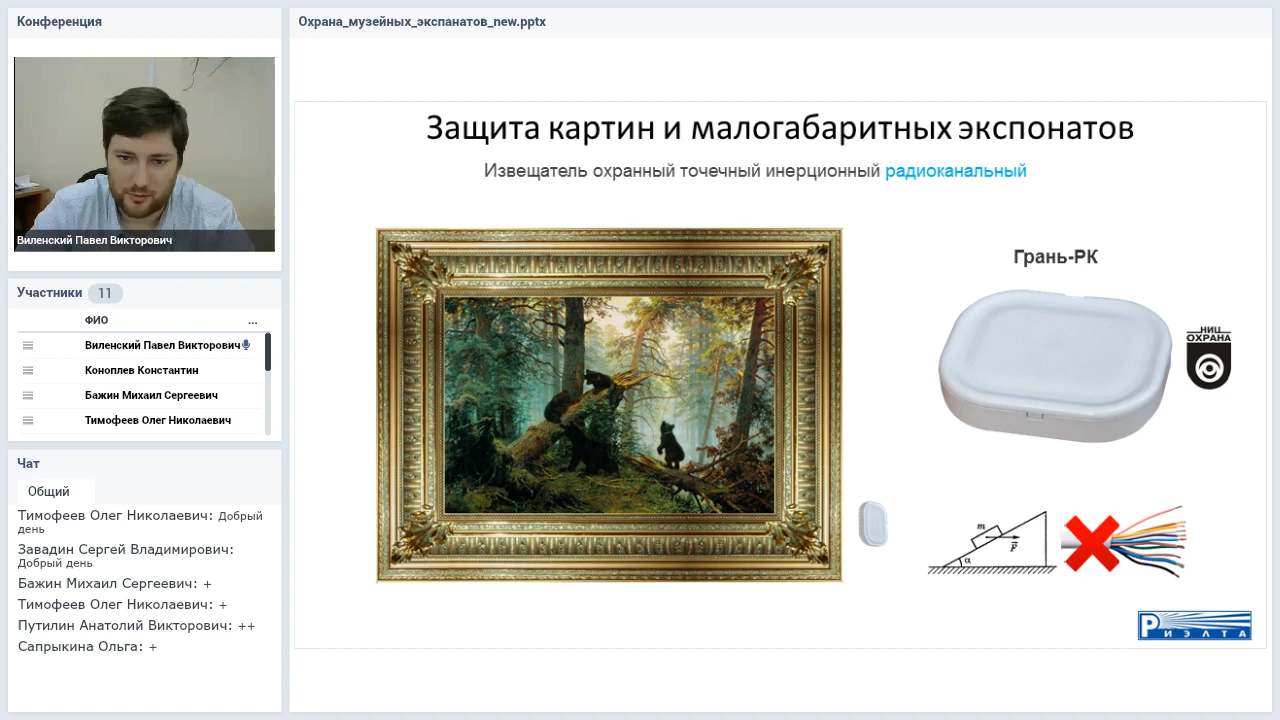 Конференция
Виленский Павел Викторович
Участники 11
ФИО ...
Виленский Павел Викторович
Коноплев Константин
Бажин Михаил Сергеевич
Тимофеев Олег Николаевич
Чат
Общий
Тимофеев Олег Николаевич: Добрый
день
Завадин Сергей Владимирович:
Добрый день
Бажин Михаил Сергеевич: +
Тимофеев Олег Николаевич: +
Путилин Анатолий Викторович: ++
Сапрыкина Ольга: +
Охрана_музейных_экспанатов_new.pptx
Защита картин и малогабаритных экспонатов
Извещатель охранный точечный инерционный радиоканальный
Грань-РК
НИЦ
ОХРАНА
m
F
α
РИЭЛТА